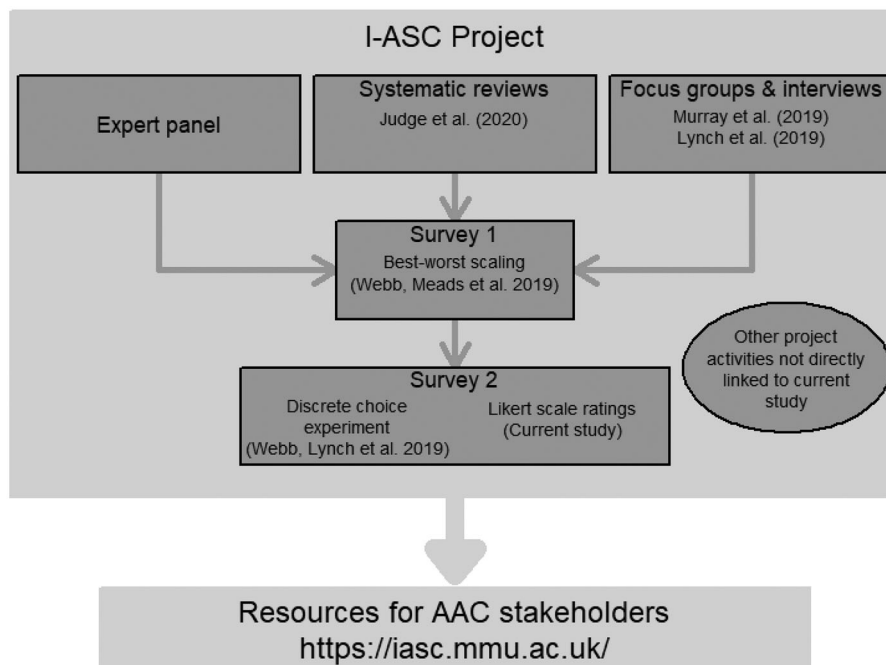 I-ASC Project
Expert panel
Systematic reviews
Judge et al. (2020)
Focus groups & interviews
Murray et al. (2019)
Lynch et al. (2019)
Survey 1
Best-worst scaling
(Webb, Meads et al. 2019)
Survey 2
Discrete choice
experiment
(Webb, Lynch et al. 2019)
Likert scale ratings
(Current study)
Other project
activities not directly
linked to current
study
Resources for AAC stakeholders
https://iasc.mmu.ac.uk/